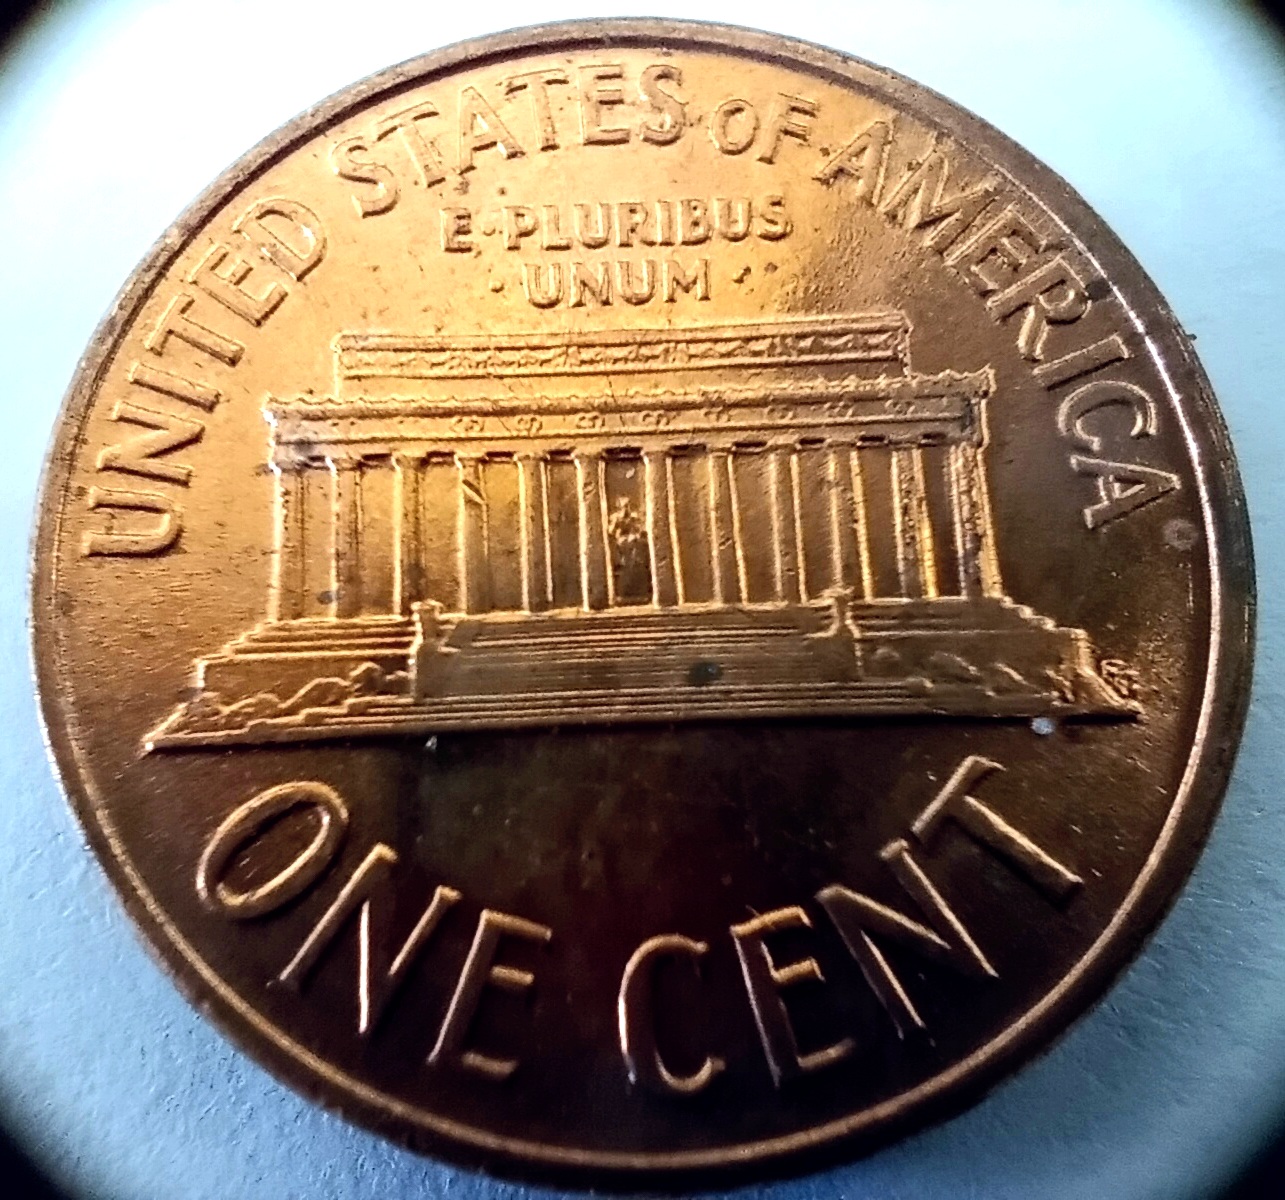 UNITED STATES OF AMERICA
E·PLURIBUS
·UNUM·
ONE CENT